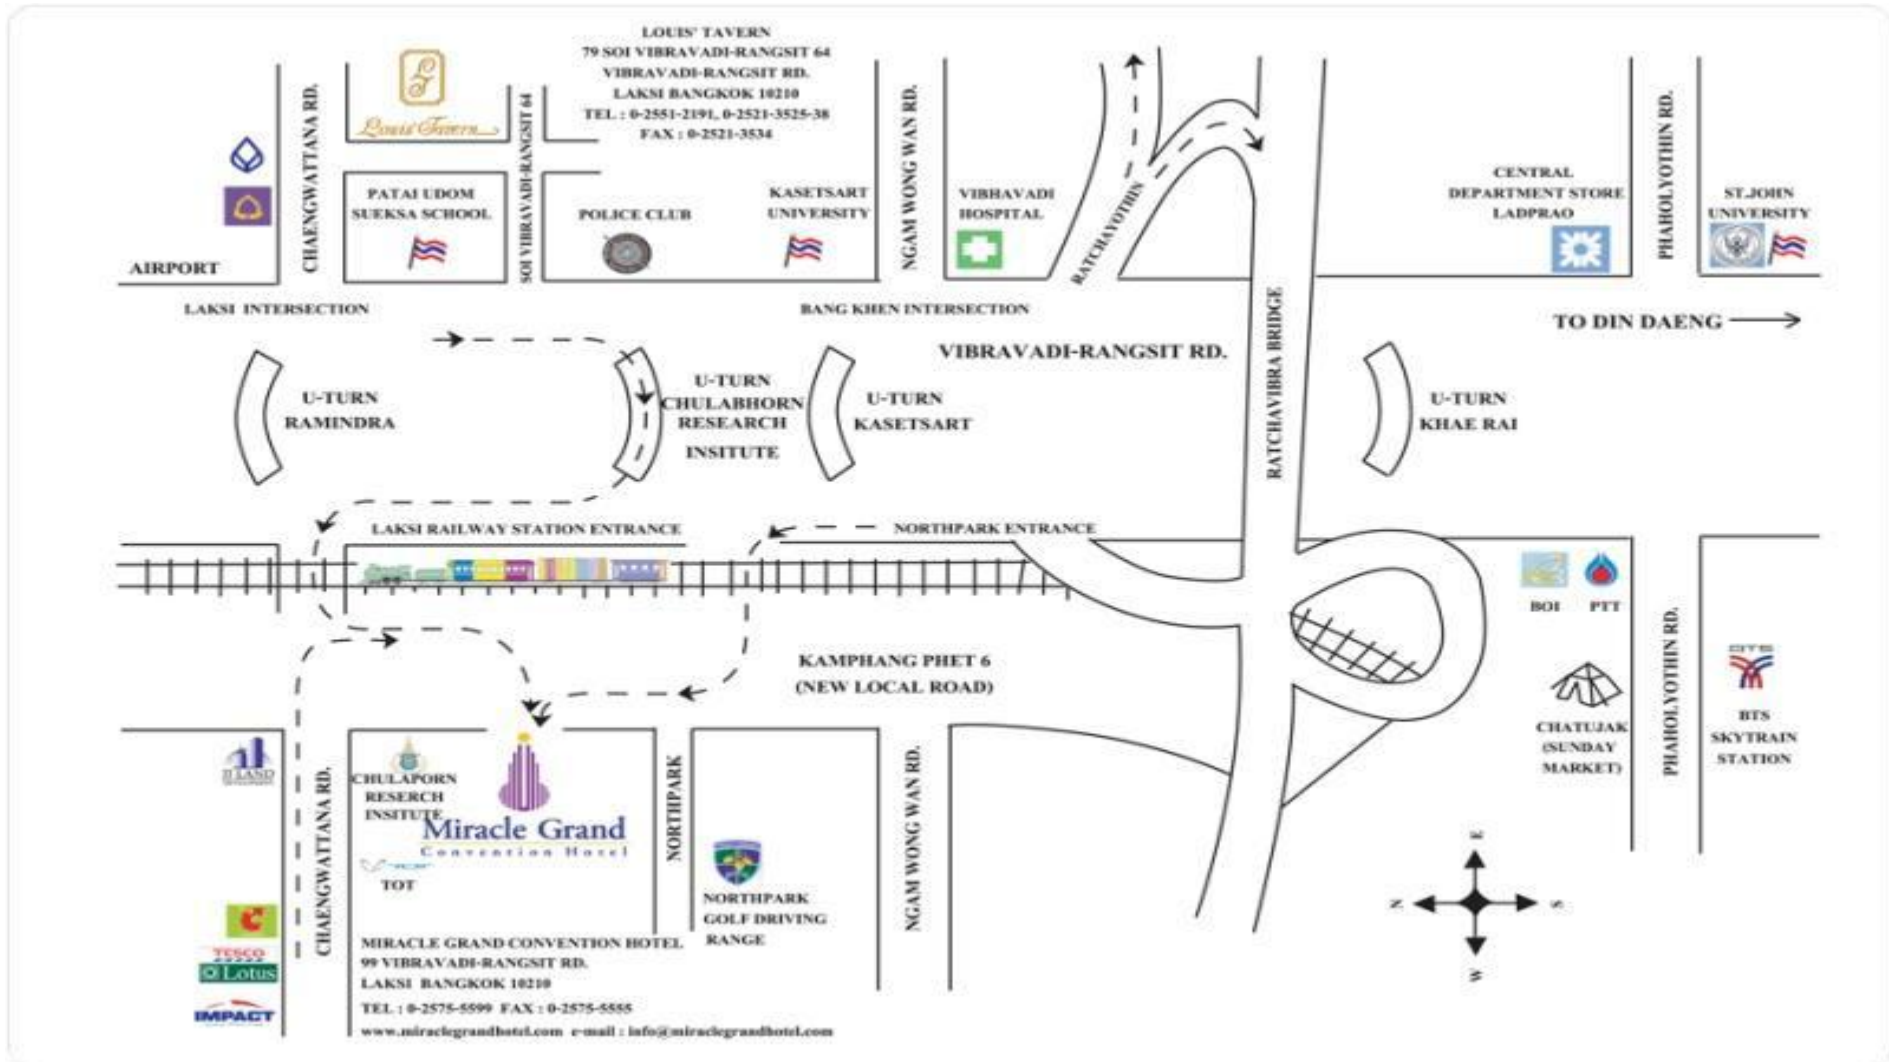 LOUIS' TAVERN
79 SOI VIBRAVADI-RANGSIT 64
VIBRAVADI-RANGSIT RD.
LAKSI BANGKOK 10210
TEL : 0-2551-2191, 0-2521-3525-38
FAX : 0-2521-3534
Louis' Tavern
CHAENGWATTANA RD.
SOI VIBRAVADI-RANGSIT 64
NGAM WONG WAN RD.
PHAHOLYOTHIN RD.
PATAI UDOM
SUEKSA SCHOOL
POLICE CLUB
KASETSART
UNIVERSITY
VIBHAVADI
HOSPITAL
RATCHAYOTHIN
CENTRAL
DEPARTMENT STORE
LADPRAO
ST.JOHN
UNIVERSITY
AIRPORT
LAKSI INTERSECTION
BANG KHEN INTERSECTION
TO DIN DAENG
VIBRAVADI-RANGSIT RD.
RATCHAVIBRA BRIDGE
U-TURN
RAMINDRA
U-TURN
CHULABHORN
RESEARCH
INSITUTE
U-TURN
KASETSART
U-TURN
KHAE RAI
LAKSI RAILWAY STATION ENTRANCE
NORTHPARK ENTRANCE
BOI
PTT
KAMPHANG PHET 6
(NEW LOCAL ROAD)
CHATUJAK
(SUNDAY
MARKET)
PHAHOLYOTHIN RD.
BTS
BTS
SKYTRAIN
STATION
CHAENGWATTANA RD.
CHULAPORN
RESERCH
INSITUTE
Miracle Grand
Convention Hotel
TOT
NORTHPARK
NORTHPARK
GOLF DRIVING
RANGE
NGAM WONG WAN RD.
TESCO
Lotus
IMPACT
MIRACLE GRAND CONVENTION HOTEL
99 VIBRAVADI-RANGSIT RD.
LAKSI BANGKOK 10210
TEL : 0-2575-5599 FAX : 0-2575-5555
www.miraclegrandhotel.com e-mail : info@miraclegrandhotel.com
E
N
S
W